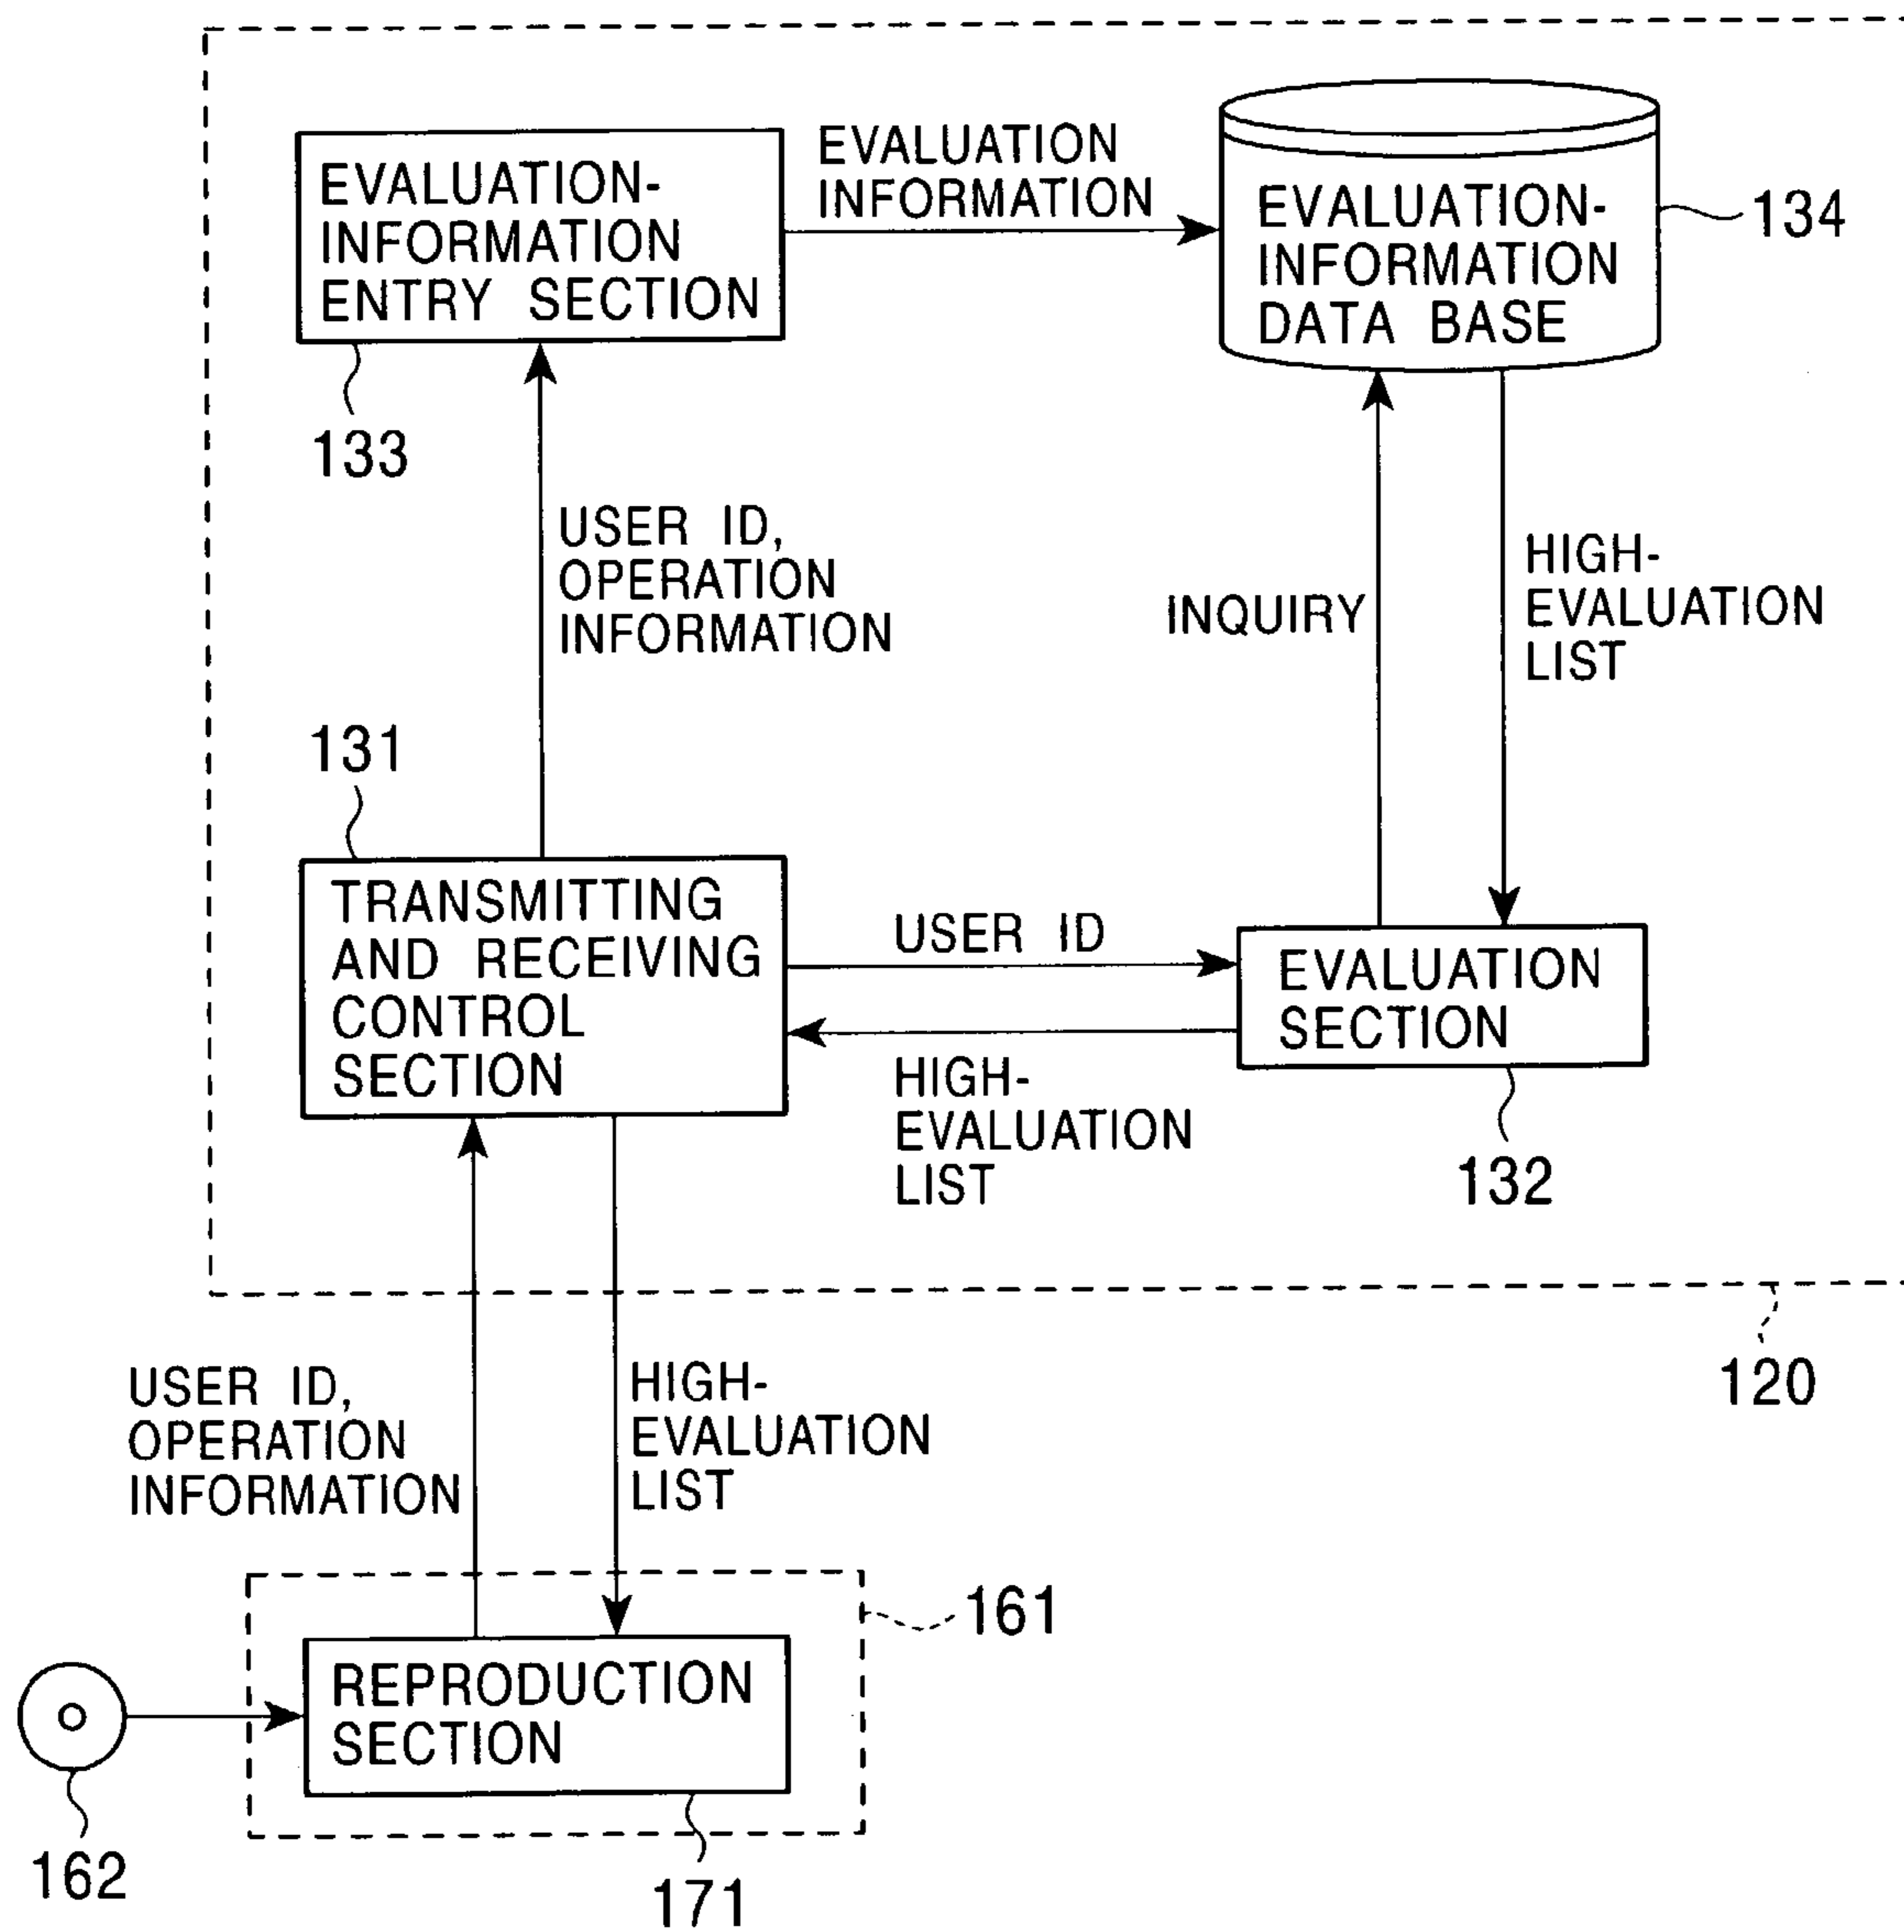 EVALUATION-
INFORMATION
ENTRY SECTION
133
EVALUATION
INFORMATION
EVALUATION-
INFORMATION
DATA BASE
134
USER ID,
OPERATION
INFORMATION
INQUIRY
HIGH-
EVALUATION
LIST
131
TRANSMITTING
AND RECEIVING
CONTROL
SECTION
USER ID
HIGH-
EVALUATION
LIST
EVALUATION
SECTION
132
120
USER ID,
OPERATION
INFORMATION
HIGH-
EVALUATION
LIST
161
REPRODUCTION
SECTION
162
171